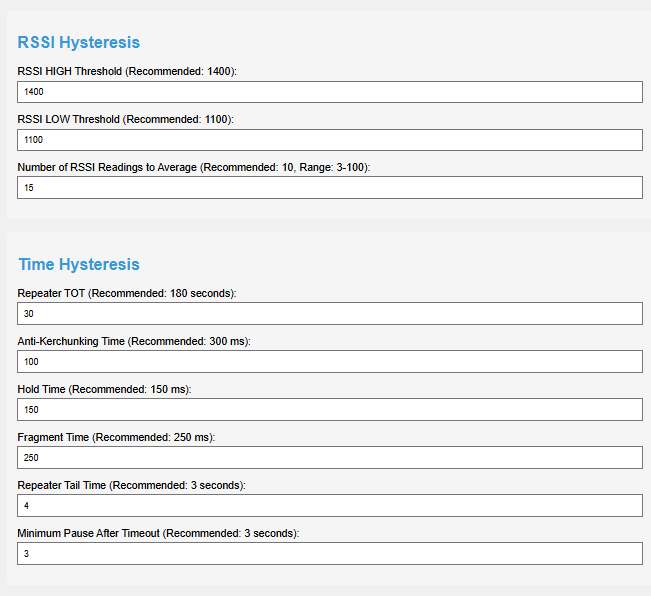 RSSI Hysteresis
RSSI HIGH Threshold (Recommended: 1400):
1400
RSSI LOW Threshold (Recommended: 1100):
1100
Number of RSSI Readings to Average (Recommended: 10, Range: 3-100):
15
Time Hysteresis
Repeater TOT (Recommended: 180 seconds):
30
Anti-Kerchunking Time (Recommended: 300 ms):
100
Hold Time (Recommended: 150 ms):
150
Fragment Time (Recommended: 250 ms):
250
Repeater Tail Time (Recommended: 3 seconds):
4
Minimum Pause After Timeout (Recommended: 3 seconds):
3